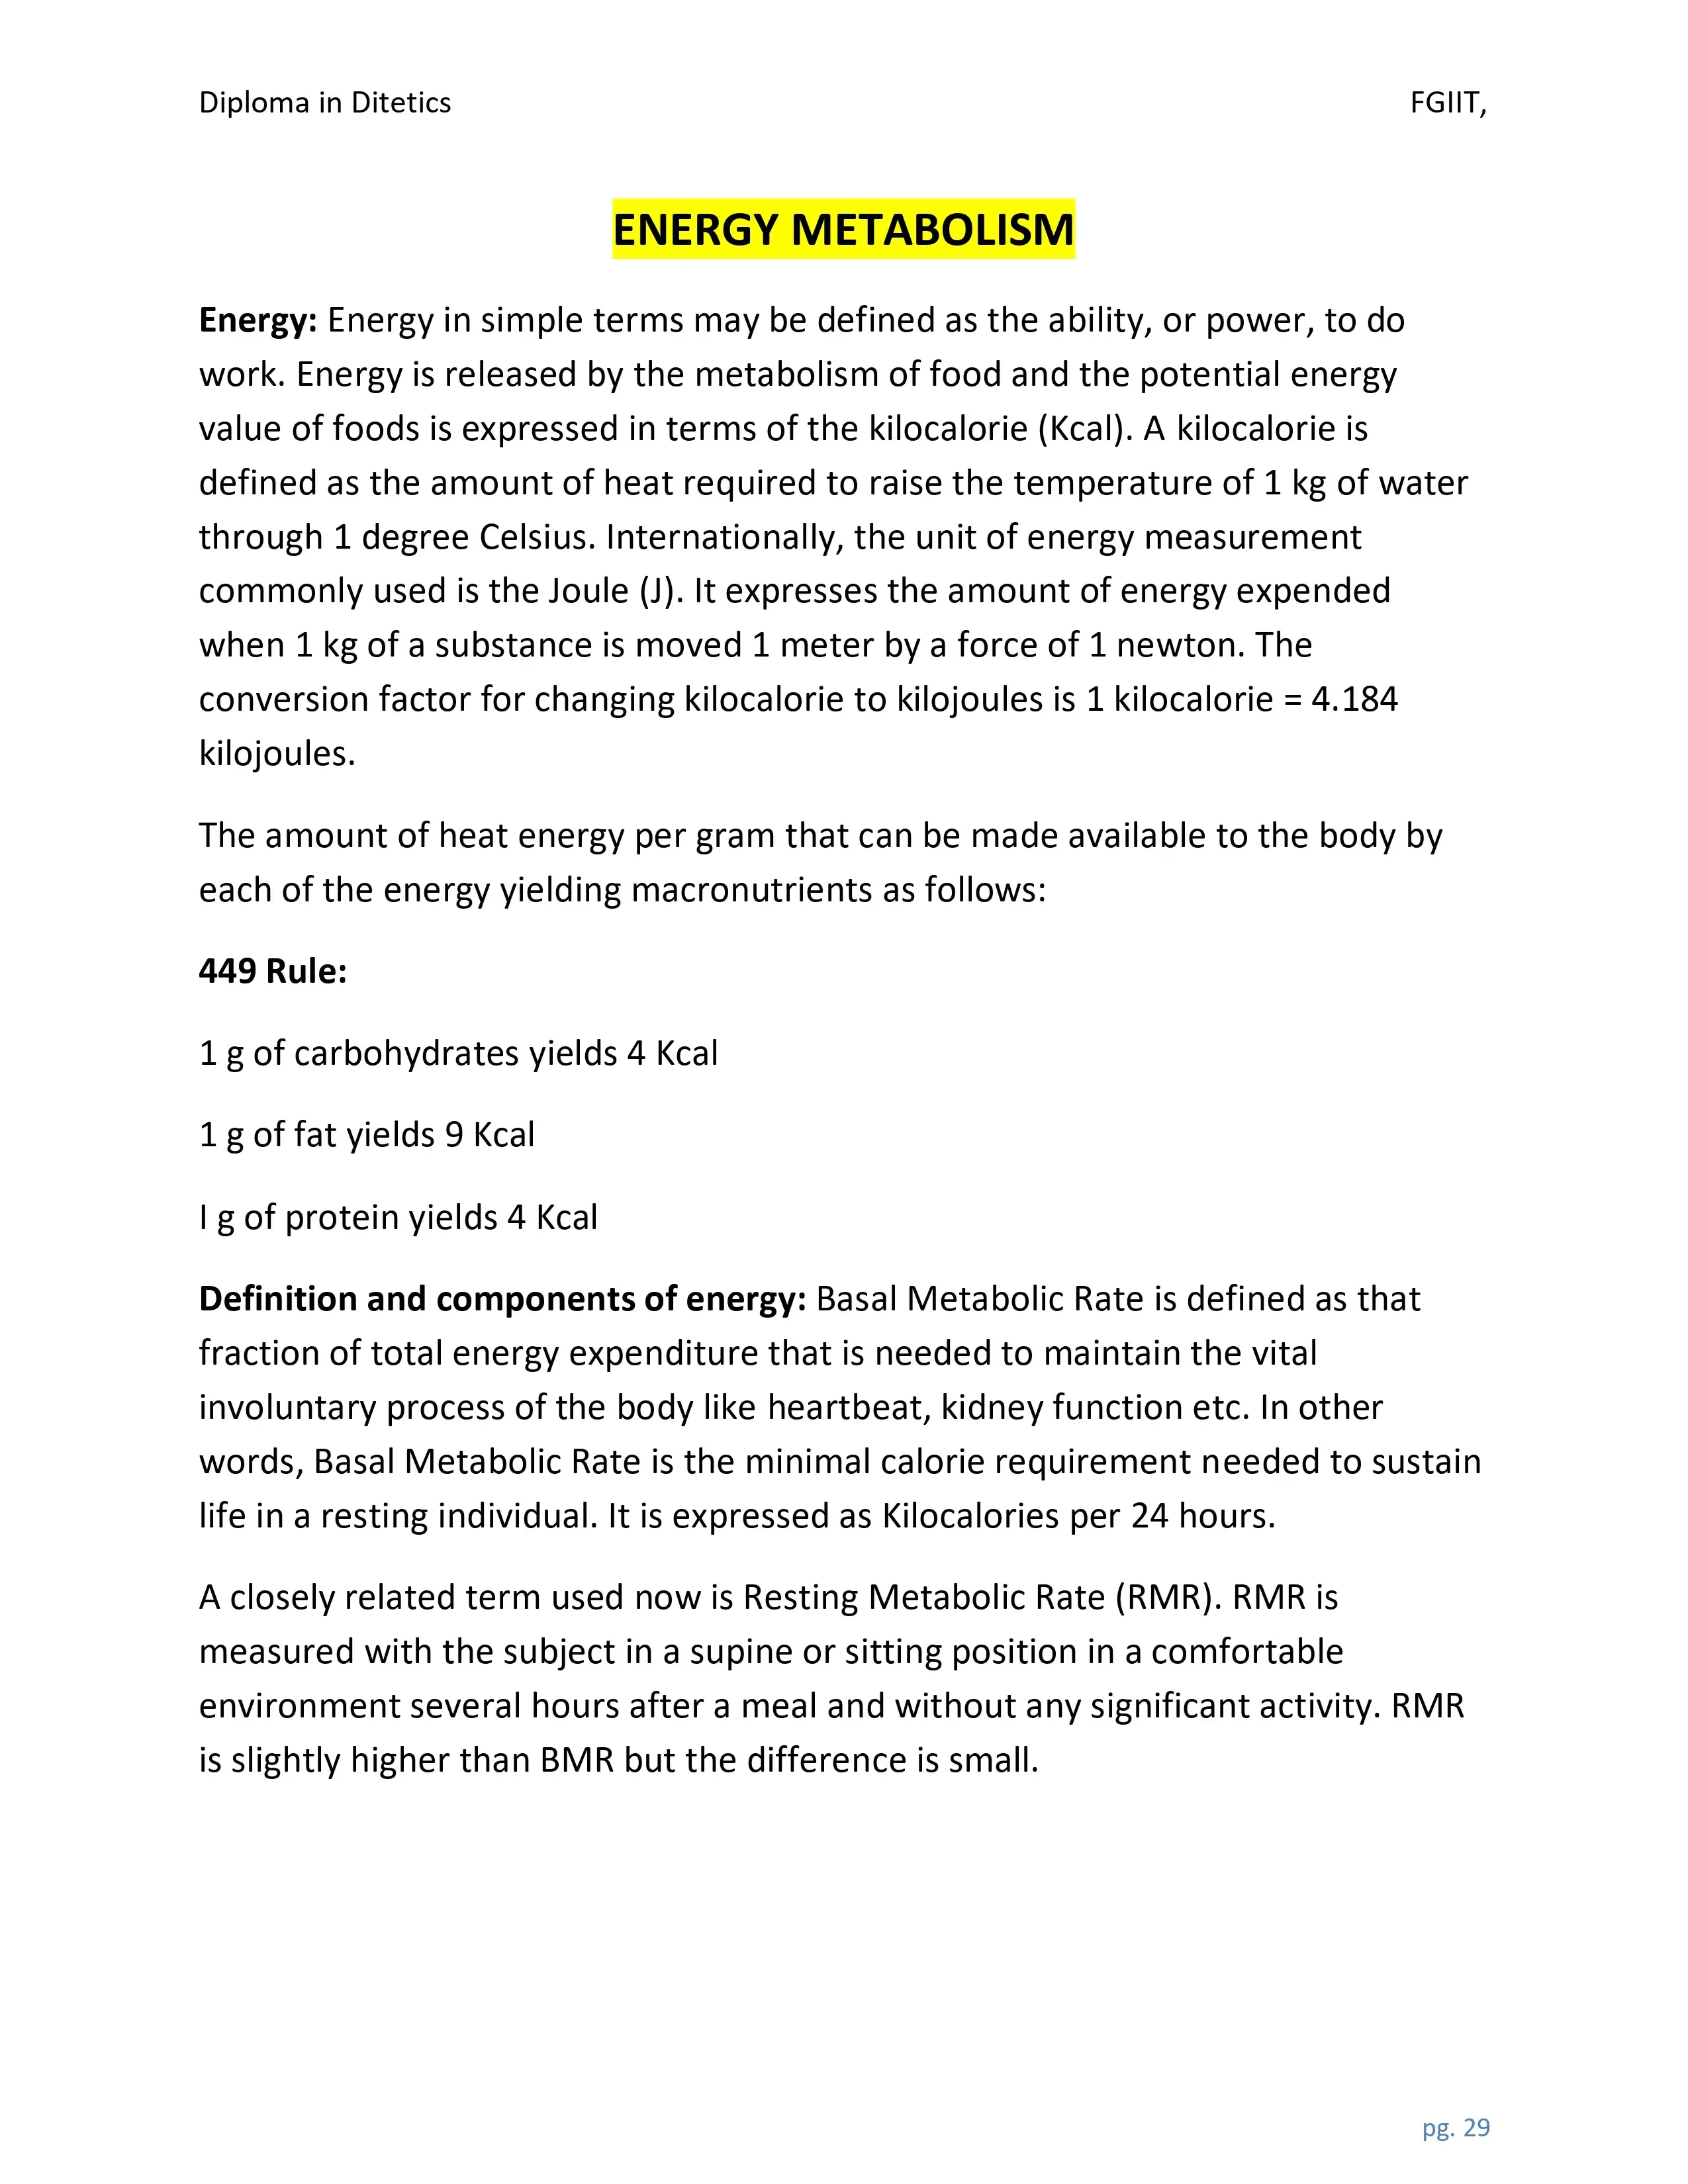 Diploma in Ditetics FGIIT,
ENERGY METABOLISM
Energy: Energy in simple terms may be defined as the ability, or power, to do
work. Energy is released by the metabolism of food and the potential energy
value of foods is expressed in terms of the kilocalorie (Kcal). A kilocalorie is
defined as the amount of heat required to raise the temperature of 1 kg of water
through 1 degree Celsius. Internationally, the unit of energy measurement
commonly used is the Joule (J). It expresses the amount of energy expended
when 1 kg of a substance is moved 1 meter by a force of 1 newton. The
conversion factor for changing kilocalorie to kilojoules is 1 kilocalorie = 4.184
kilojoules.
The amount of heat energy per gram that can be made available to the body by
each of the energy yielding macronutrients as follows:
449 Rule:
1 g of carbohydrates yields 4 Kcal
1 g of fat yields 9 Kcal
I g of protein yields 4 Kcal
Definition and components of energy: Basal Metabolic Rate is defined as that
fraction of total energy expenditure that is needed to maintain the vital
involuntary process of the body like heartbeat, kidney function etc. In other
words, Basal Metabolic Rate is the minimal calorie requirement needed to sustain
life in a resting individual. It is expressed as Kilocalories per 24 hours.
A closely related term used now is Resting Metabolic Rate (RMR). RMR is
measured with the subject in a supine or sitting position in a comfortable
environment several hours after a meal and without any significant activity. RMR
is slightly higher than BMR but the difference is small.
pg. 29